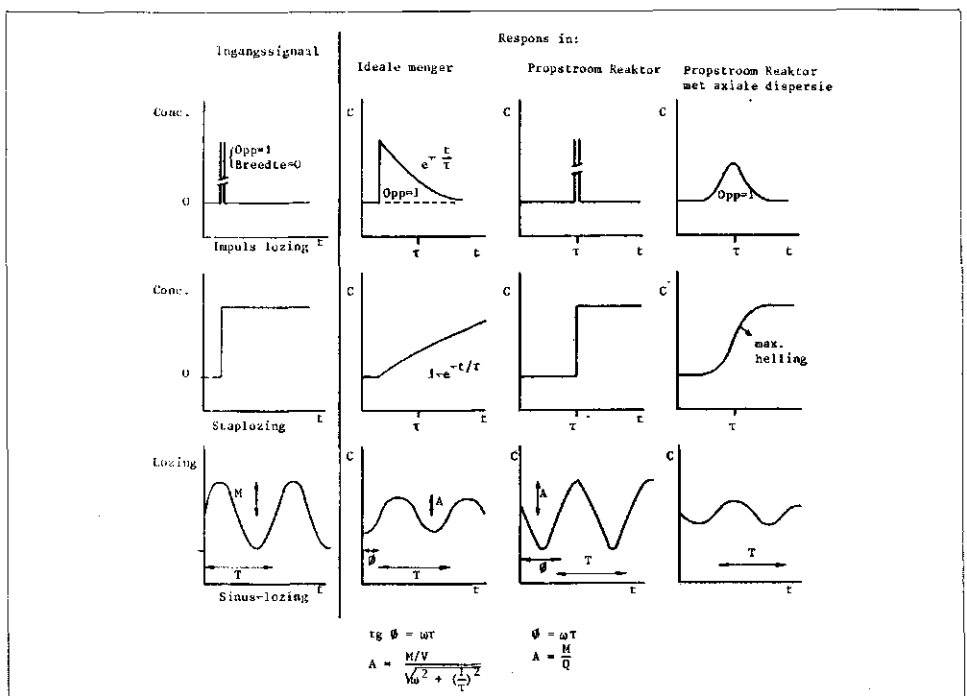 Ingangssignaal
Respons in:
Ideale menger
Propstroom Reaktor
Propstroom Reaktor
met axiale dispersie
Conc.
Opp=1
Breedte≈0
0
Impuls lozing
t
C
e^-t/τ
Opp=1
τ
t
C
τ
t
C
Opp=1
τ
t
Conc.
0
Staplozing
t
C
1-e^-t/τ
τ
t
C
τ
t
C
max.
helling
τ
t
Lozing
M
T
Sinus-lozing
t
C
A
Ø
T
t
C
A
Ø
T
t
C
T
t
tg Ø = ωτ
A = M/V / √ω² + (1/τ)²
Ø = ωτ
A = M/Q